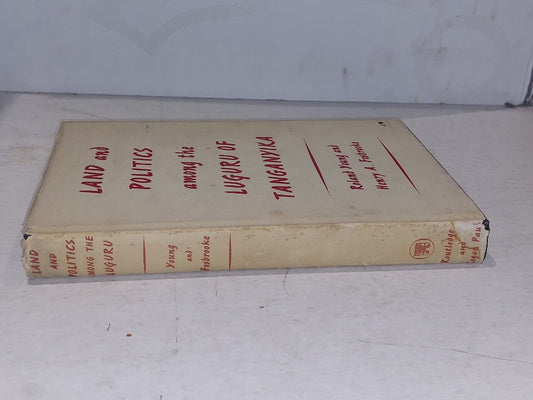 LAND and
POLITICS
among the
LUGURU OF
TANGANYIKA
Roland Young and
Henry A. Fosbrooke
LAND
AND
POLITICS
AMONG THE
LUGURU
Young
and
Fosbrooke
Routledge
and
Kegan Paul